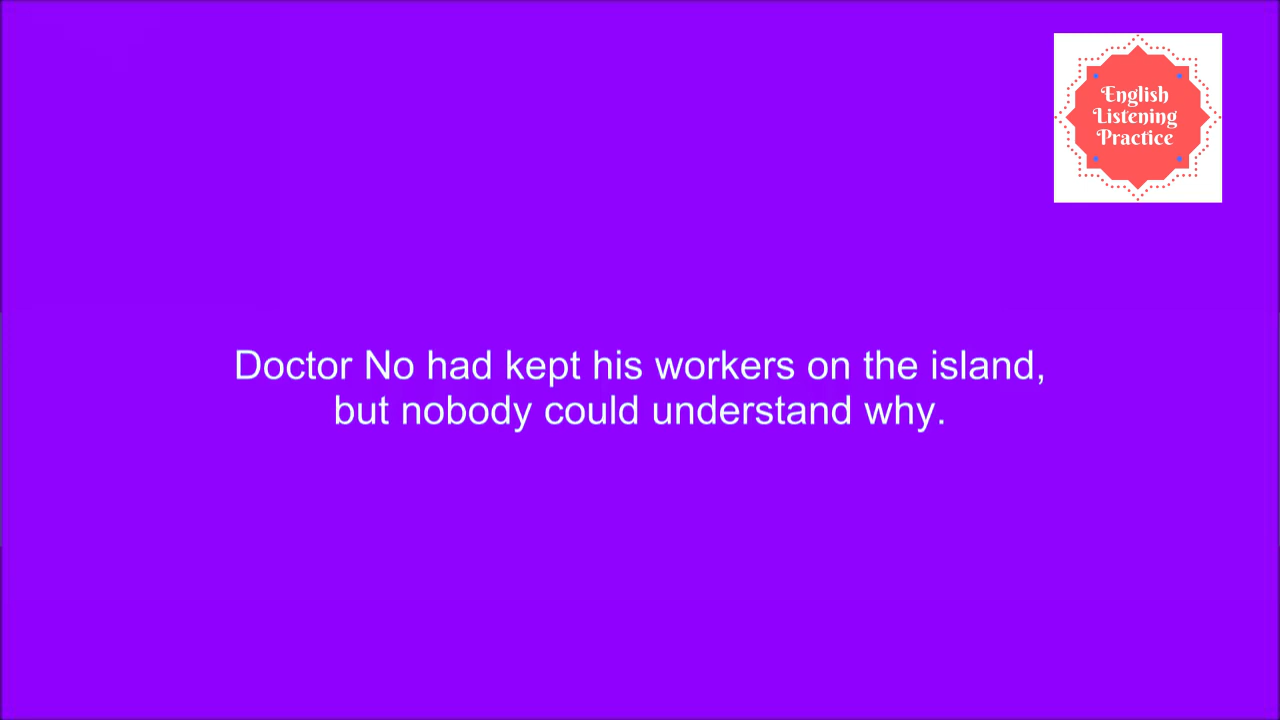 English
Listening
Practice
Doctor No had kept his workers on the island,
but nobody could understand why.